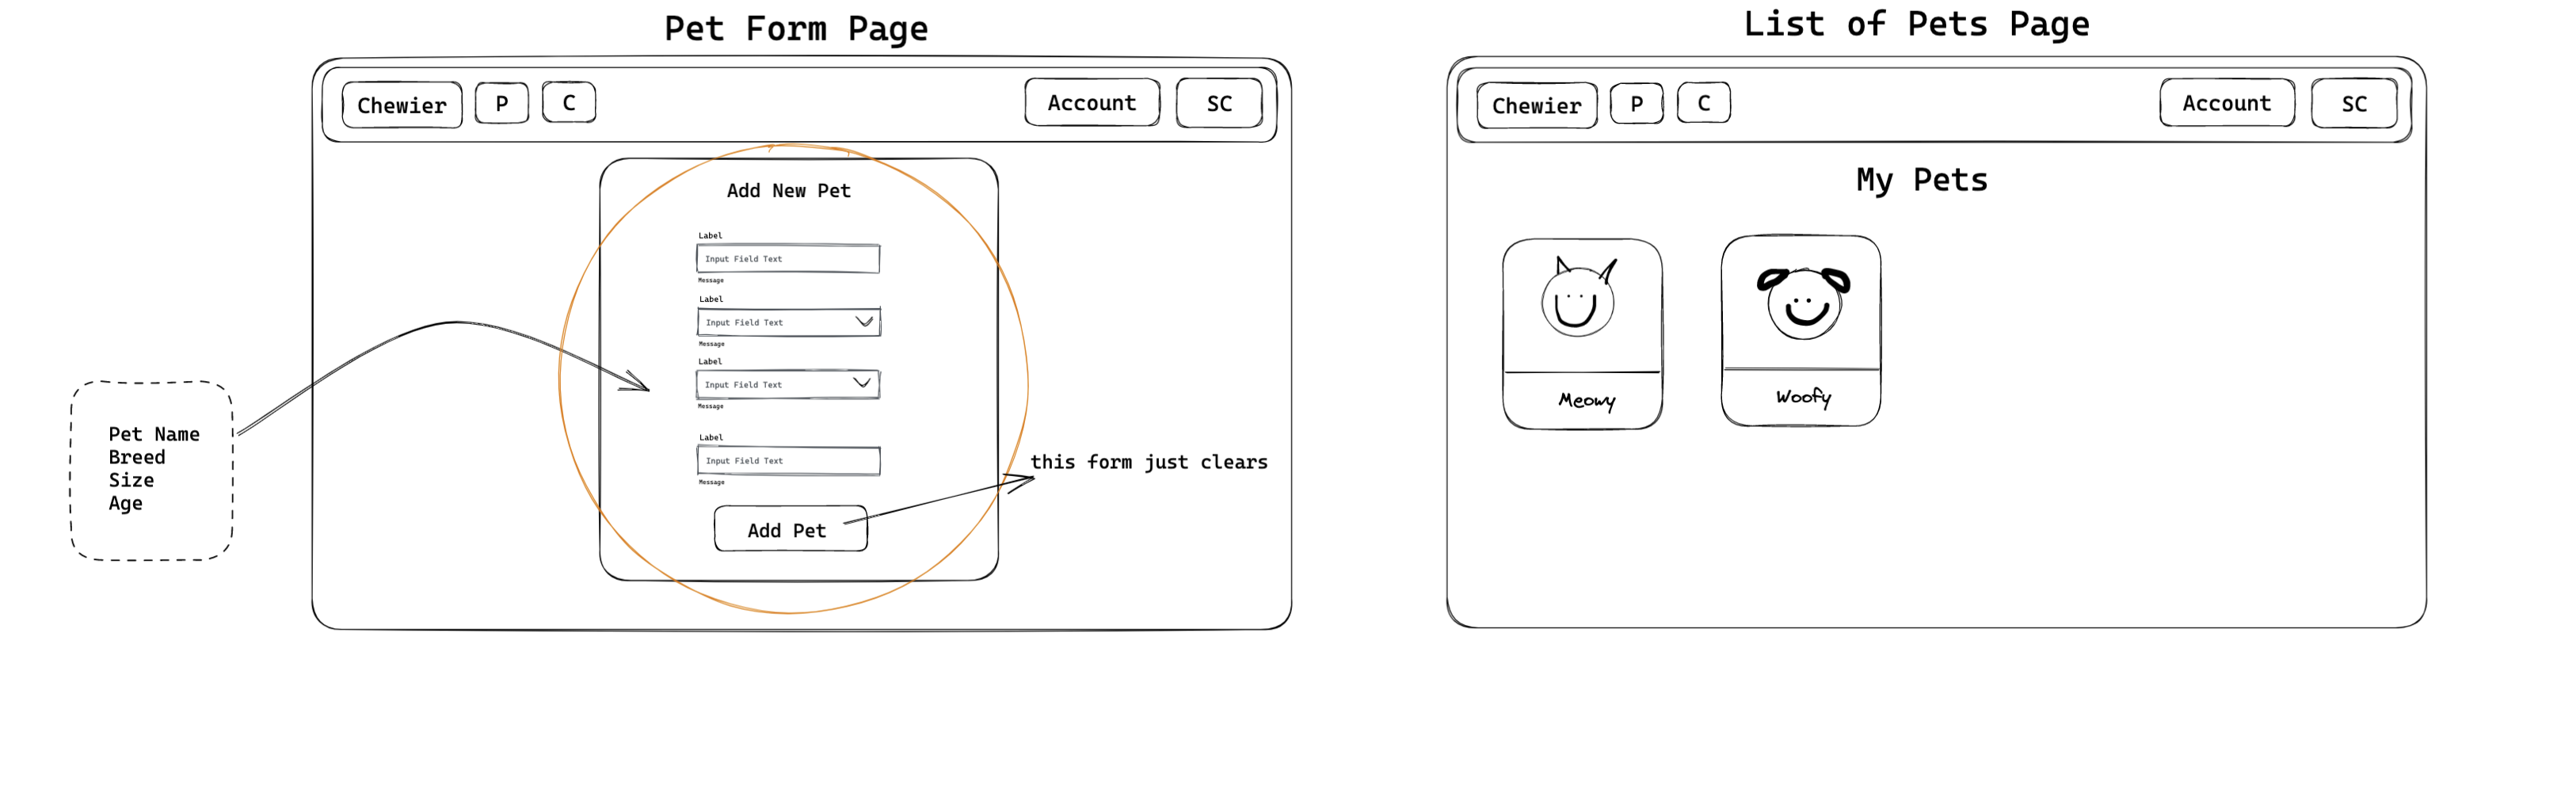 Pet Form Page
Chewier
P
C
Account
SC
Add New Pet
Label
Input Field Text
Message
Label
Input Field Text
Message
Label
Input Field Text
Message
Label
Input Field Text
Message
Add Pet
this form just clears
Pet Name
Breed
Size
Age
List of Pets Page
Chewier
P
C
Account
SC
My Pets
Meowy
Woofy